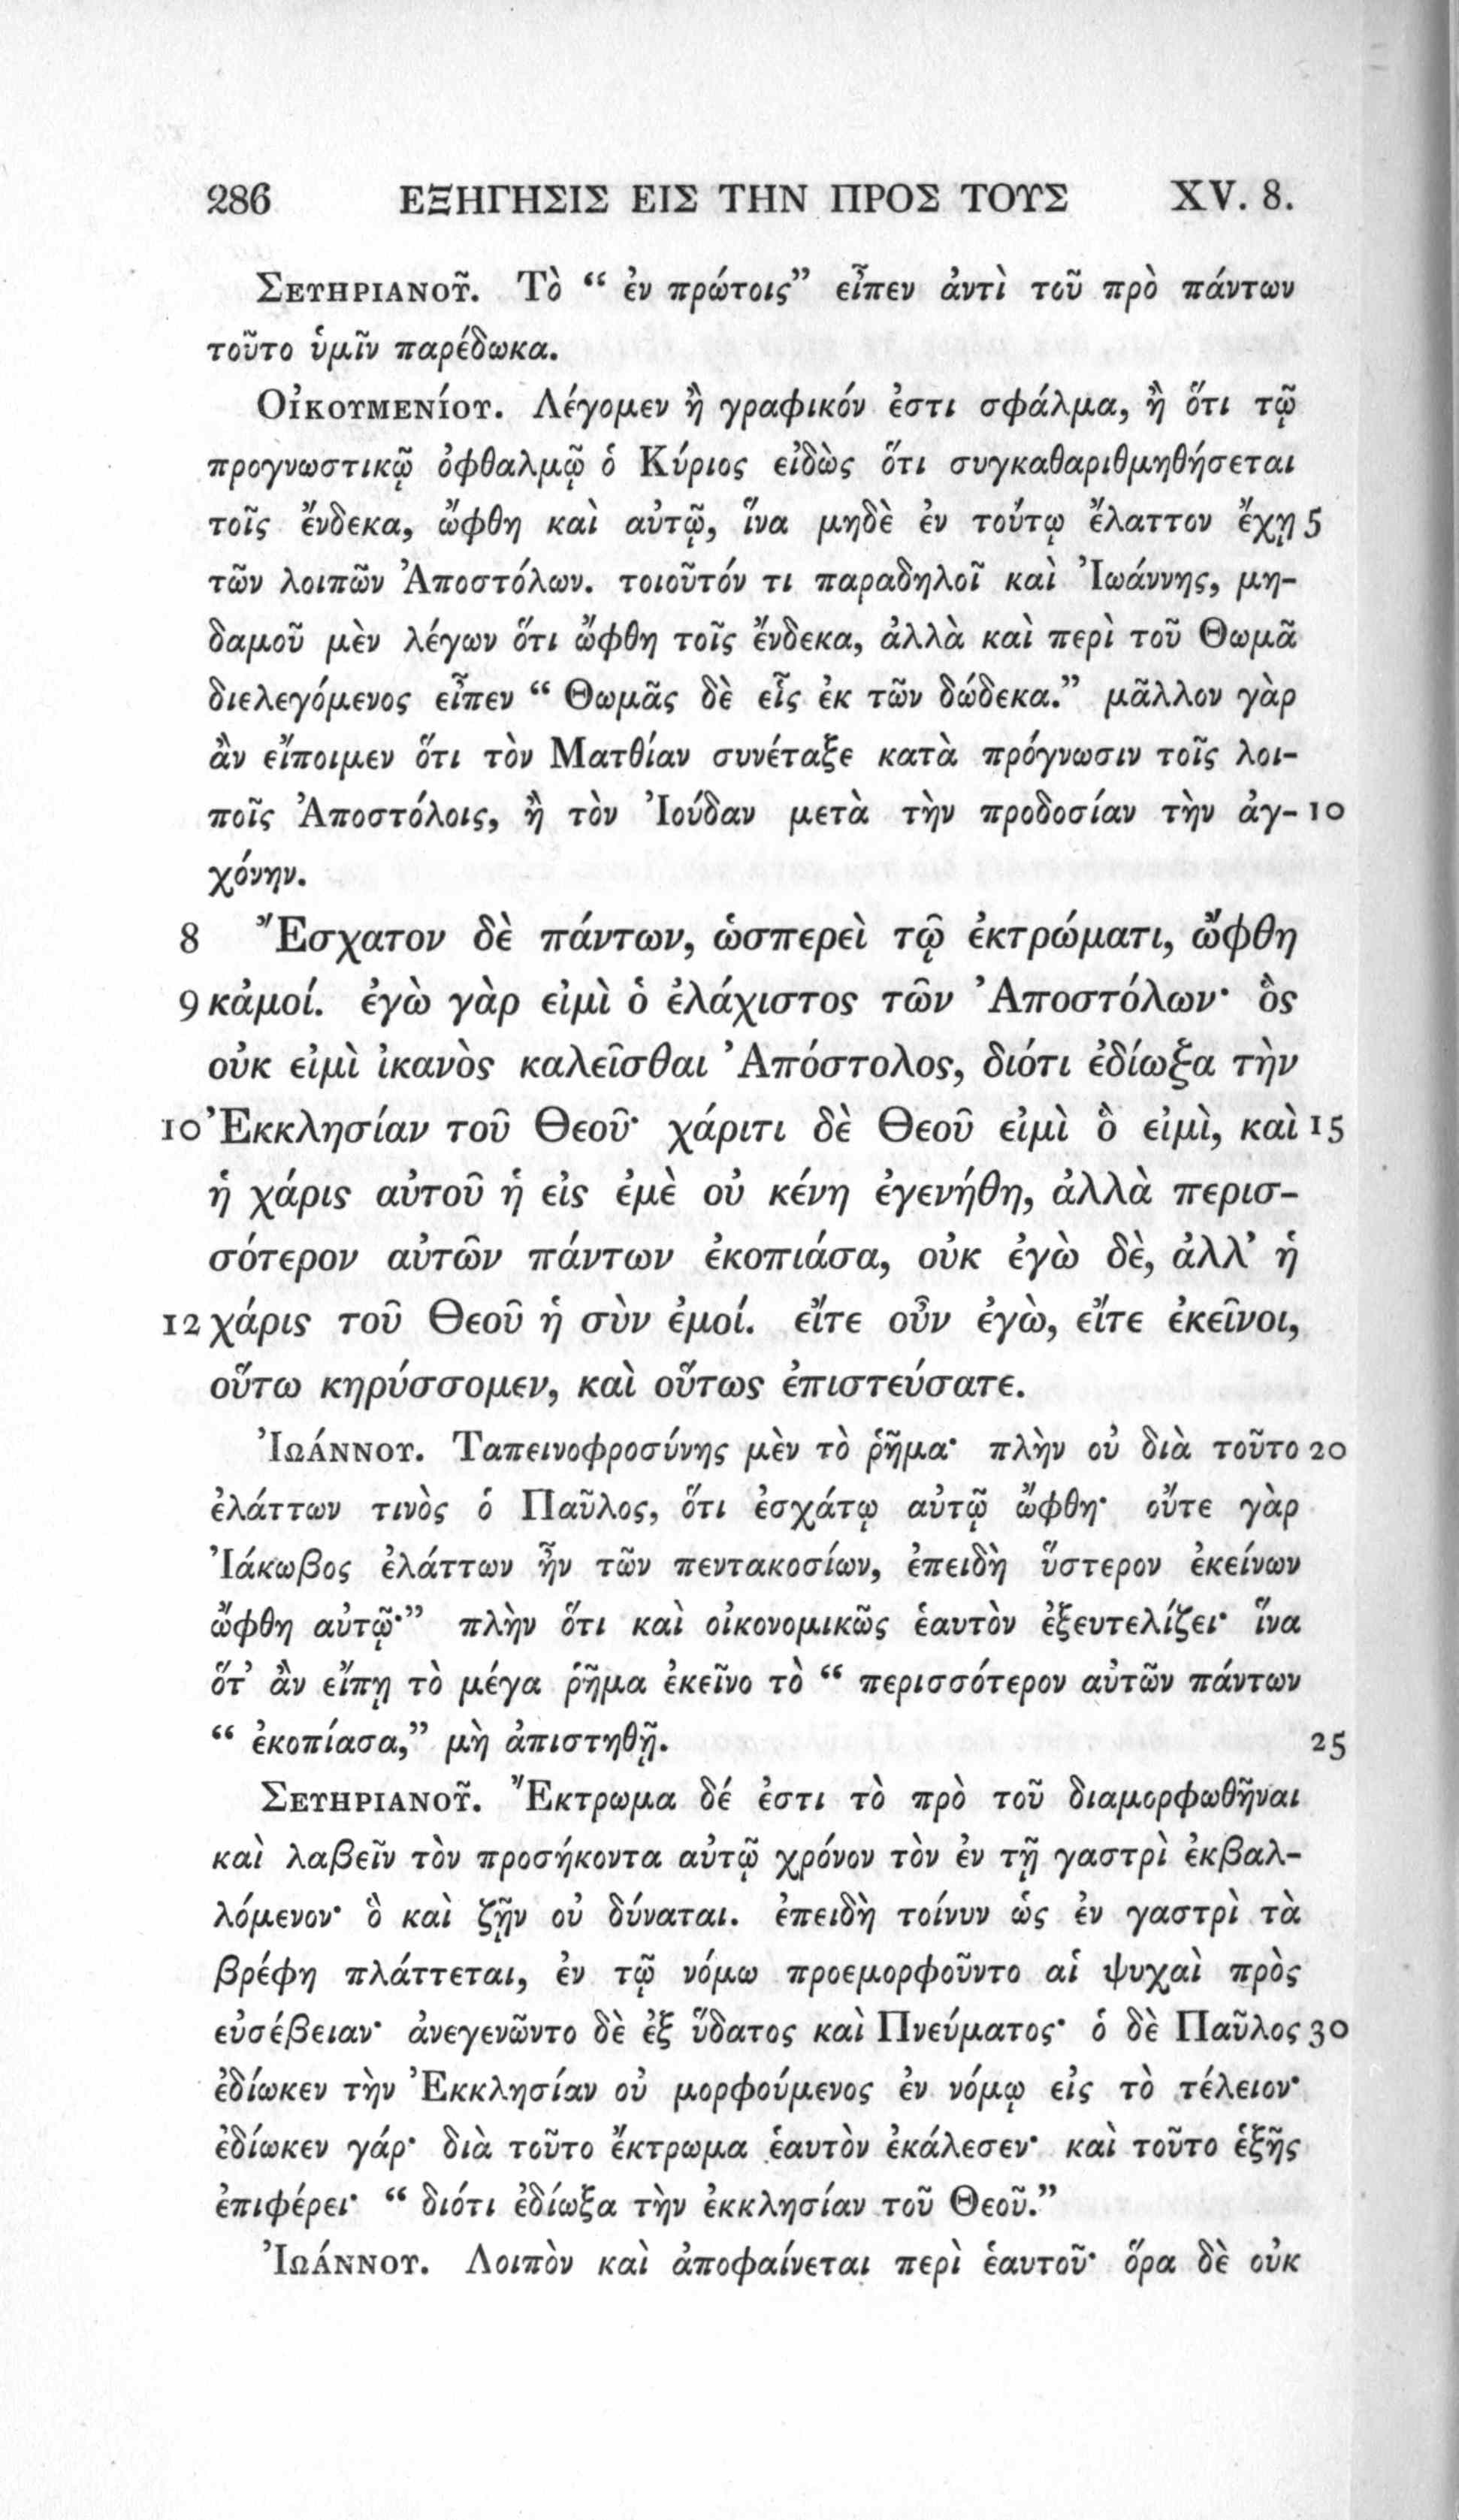 286 ΕΞΗΓΗΣΙΣ ΕΙΣ ΤΗΝ ΠΡΟΣ ΤΟΥΣ XV. 8.
Σετηριανοῦ. Τὸ “ ἐν πρώτοις” εἶπεν ἀντὶ τοῦ πρὸ πάντων
τοῦτο ὑμῖν παρέδωκα.
Οἰκουμενίου. Λέγομεν ἢ γραφικόν ἐστι σφάλμα, ἢ ὅτι τῷ
προγνωστικῷ ὀφθαλμῷ ὁ Κύριος εἰδὼς ὅτι συγκαθαριθμηθήσεται
τοῖς ἕνδεκα, ὤφθη καὶ αὐτῷ, ἵνα μηδὲ ἐν τούτῳ ἔλαττον ἔχῃ 5
τῶν λοιπῶν Ἀποστόλων. τοιοῦτόν τι παραδηλοῖ καὶ Ἰωάννης, μη-
δαμοῦ μὲν λέγων ὅτι ὤφθη τοῖς ἕνδεκα, ἀλλὰ καὶ περὶ τοῦ Θωμᾶ
διελεγόμενος εἶπεν “ Θωμᾶς δὲ εἷς ἐκ τῶν δώδεκα.” μᾶλλον γὰρ
ἂν εἴποιμεν ὅτι τὸν Ματθίαν συνέταξε κατὰ πρόγνωσιν τοῖς λοι-
ποῖς Ἀποστόλοις, ἢ τὸν Ἰούδαν μετὰ τὴν προδοσίαν τὴν ἀγ- 10
χόνην.
8 Ἔσχατον δὲ πάντων, ὡσπερεὶ τῷ ἐκτρώματι, ὤφθη
9 κἀμοί. ἐγὼ γὰρ εἰμὶ ὁ ἐλάχιστος τῶν Ἀποστόλων· ὃς
οὐκ εἰμὶ ἱκανὸς καλεῖσθαι Ἀπόστολος, διότι ἐδίωξα τὴν
10 Ἐκκλησίαν τοῦ Θεοῦ· χάριτι δὲ Θεοῦ εἰμὶ ὃ εἰμὶ, καὶ 15
ἡ χάρις αὐτοῦ ἡ εἰς ἐμὲ οὐ κένη ἐγενήθη, ἀλλὰ περισ-
σότερον αὐτῶν πάντων ἐκοπιάσα, οὐκ ἐγὼ δὲ, ἀλλ’ ἡ
12 χάρις τοῦ Θεοῦ ἡ σὺν ἐμοί. εἴτε οὖν ἐγὼ, εἴτε ἐκεῖνοι,
οὕτω κηρύσσομεν, καὶ οὕτως ἐπιστεύσατε.
Ἰωάννου. Ταπεινοφροσύνης μὲν τὸ ῥῆμα· πλὴν οὐ διὰ τοῦτο 20
ἐλάττων τινὸς ὁ Παῦλος, ὅτι ἐσχάτῳ αὐτῷ ὤφθη· οὔτε γὰρ
Ἰάκωβος ἐλάττων ἦν τῶν πεντακοσίων, ἐπειδὴ ὕστερον ἐκείνων
ὤφθη αὐτῷ·” πλὴν ὅτι καὶ οἰκονομικῶς ἑαυτὸν ἐξευτελίζει· ἵνα
ὅτ’ ἂν εἴπῃ τὸ μέγα ῥῆμα ἐκεῖνο τὸ “ περισσότερον αὐτῶν πάντων
“ ἐκοπίασα,” μὴ ἀπιστηθῇ. 25
Σετηριανοῦ. Ἔκτρωμα δέ ἐστι τὸ πρὸ τοῦ διαμορφωθῆναι
καὶ λαβεῖν τὸν προσήκοντα αὐτῷ χρόνον τὸν ἐν τῇ γαστρὶ ἐκβαλ-
λόμενον· ὃ καὶ ζῇν οὐ δύναται. ἐπειδὴ τοίνυν ὡς ἐν γαστρὶ τὰ
βρέφη πλάττεται, ἐν τῷ νόμω προεμορφοῦντο αἱ ψυχαὶ πρὸς
εὐσέβειαν· ἀνεγενῶντο δὲ ἐξ ὕδατος καὶ Πνεύματος· ὁ δὲ Παῦλος 30
ἐδίωκεν τὴν Ἐκκλησίαν οὐ μορφούμενος ἐν νόμῳ εἰς τὸ τέλειον·
ἐδίωκεν γάρ· διὰ τοῦτο ἔκτρωμα ἑαυτὸν ἐκάλεσεν· καὶ τοῦτο ἑξῆς
ἐπιφέρει· “ διότι ἐδίωξα τὴν ἐκκλησίαν τοῦ Θεοῦ.”
Ἰωάννου. Λοιπὸν καὶ ἀποφαίνεται περὶ ἑαυτοῦ· ὅρα δὲ οὐκ